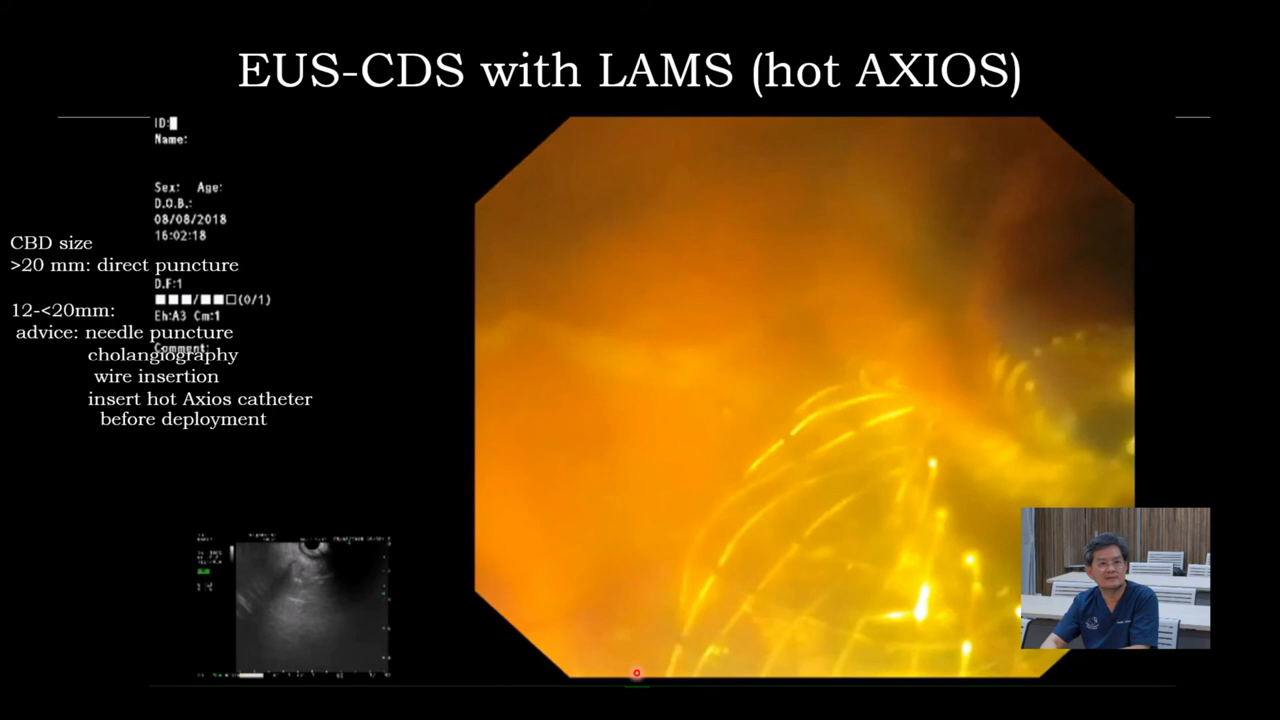 EUS-CDS with LAMS (hot AXIOS)
ID:
Name:
Sex: Age:
D.O.B.:
08/08/2018
16:02:18
CBD size
>20 mm: direct puncture
D.F:1
■■■/■■□(0/1)
12-<20mm:
Eh:A3 Cm:1
advice: needle puncture
Comment:
cholangiography
wire insertion
insert hot Axios catheter
before deployment